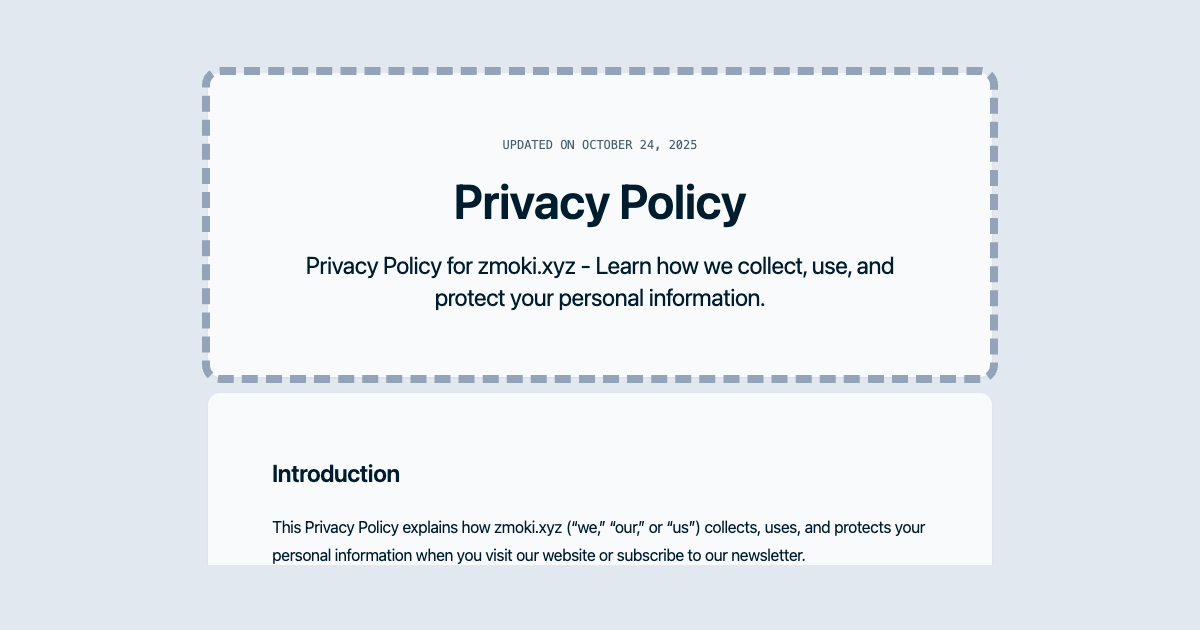 UPDATED ON OCTOBER 24, 2025
Privacy Policy
Privacy Policy for zmoki.xyz - Learn how we collect, use, and
protect your personal information.
Introduction
This Privacy Policy explains how zmoki.xyz (“we,” “our,” or “us”) collects, uses, and protects your
personal information when you visit our website or subscribe to our newsletter.